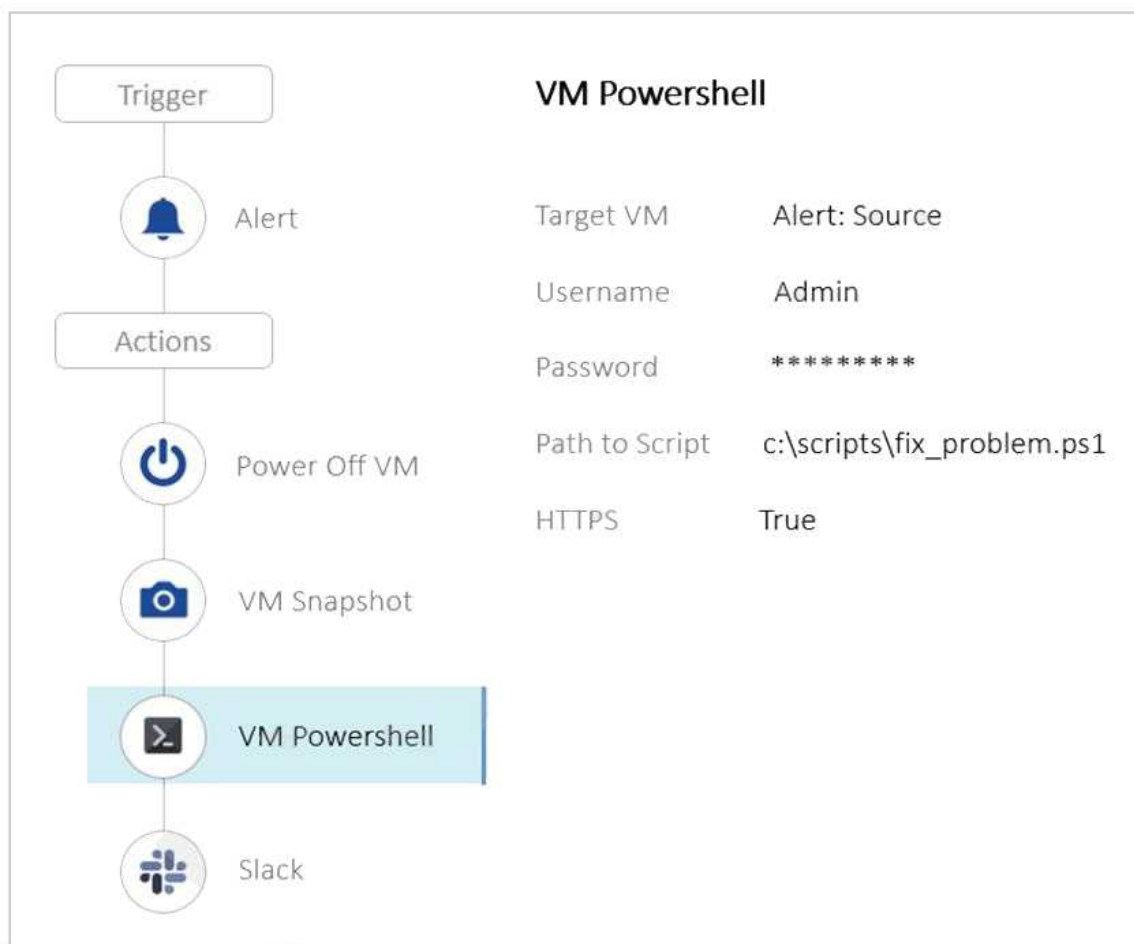 Trigger
Alert
Actions
Power Off VM
VM Snapshot
VM Powershell
Slack
VM Powershell
Target VM Alert: Source
Username Admin
Password *********
Path to Script c:\scripts\fix_problem.ps1
HTTPS True